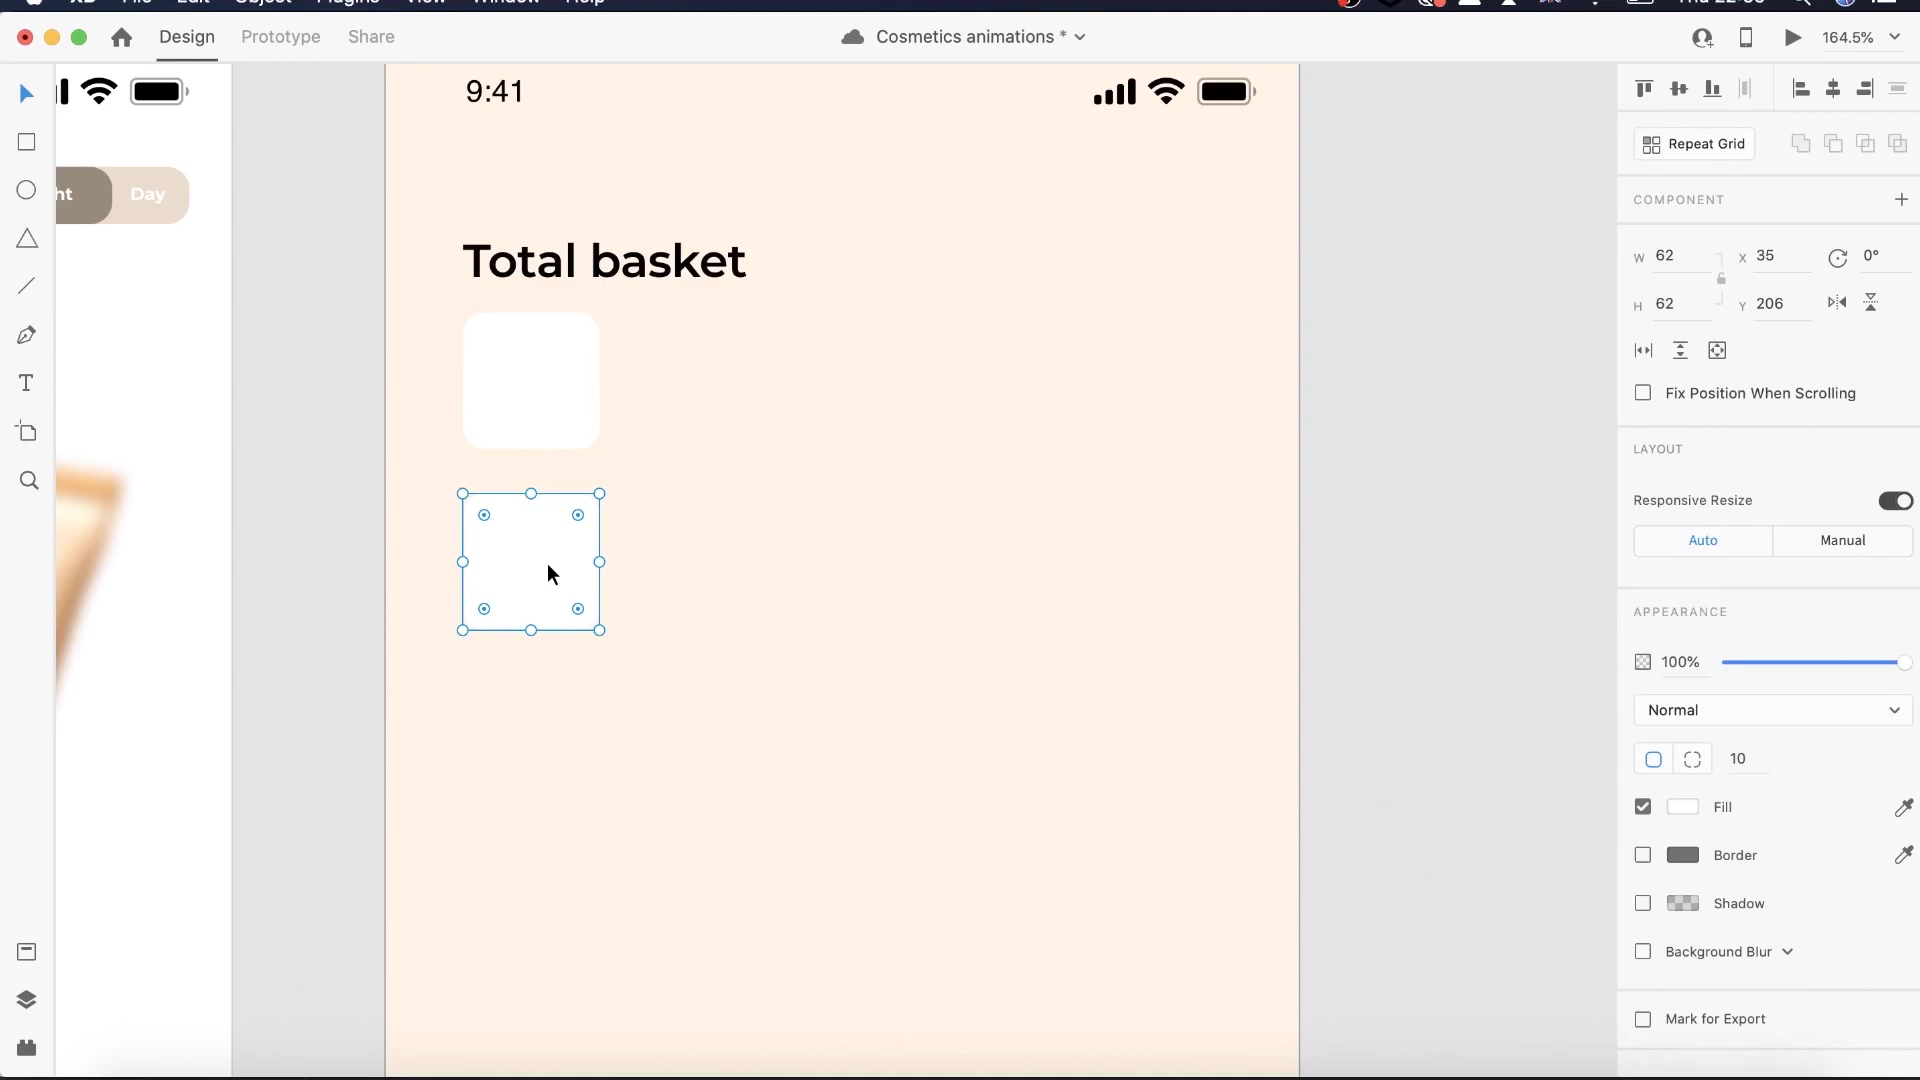 Design
Prototype
Share
Cosmetics animations *
164.5%
Day
9:41
Total basket
Repeat Grid
COMPONENT
W 62
X 35
0°
H 62
Y 206
Fix Position When Scrolling
LAYOUT
Responsive Resize
Auto
Manual
APPEARANCE
100%
Normal
10
Fill
Border
Shadow
Background Blur
Mark for Export